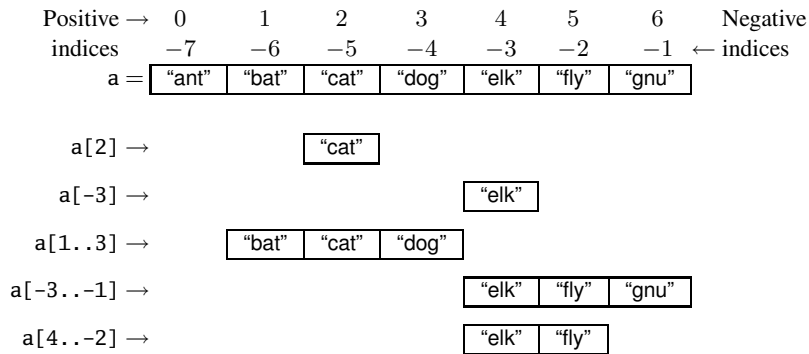 Positive → 0 1 2 3 4 5 6 Negative
indices −7 −6 −5 −4 −3 −2 −1 ← indices
a = “ant” “bat” “cat” “dog” “elk” “fly” “gnu”
a[2] → “cat”
a[-3] → “elk”
a[1..3] → “bat” “cat” “dog”
a[-3..-1] → “elk” “fly” “gnu”
a[4..-2] → “elk” “fly”